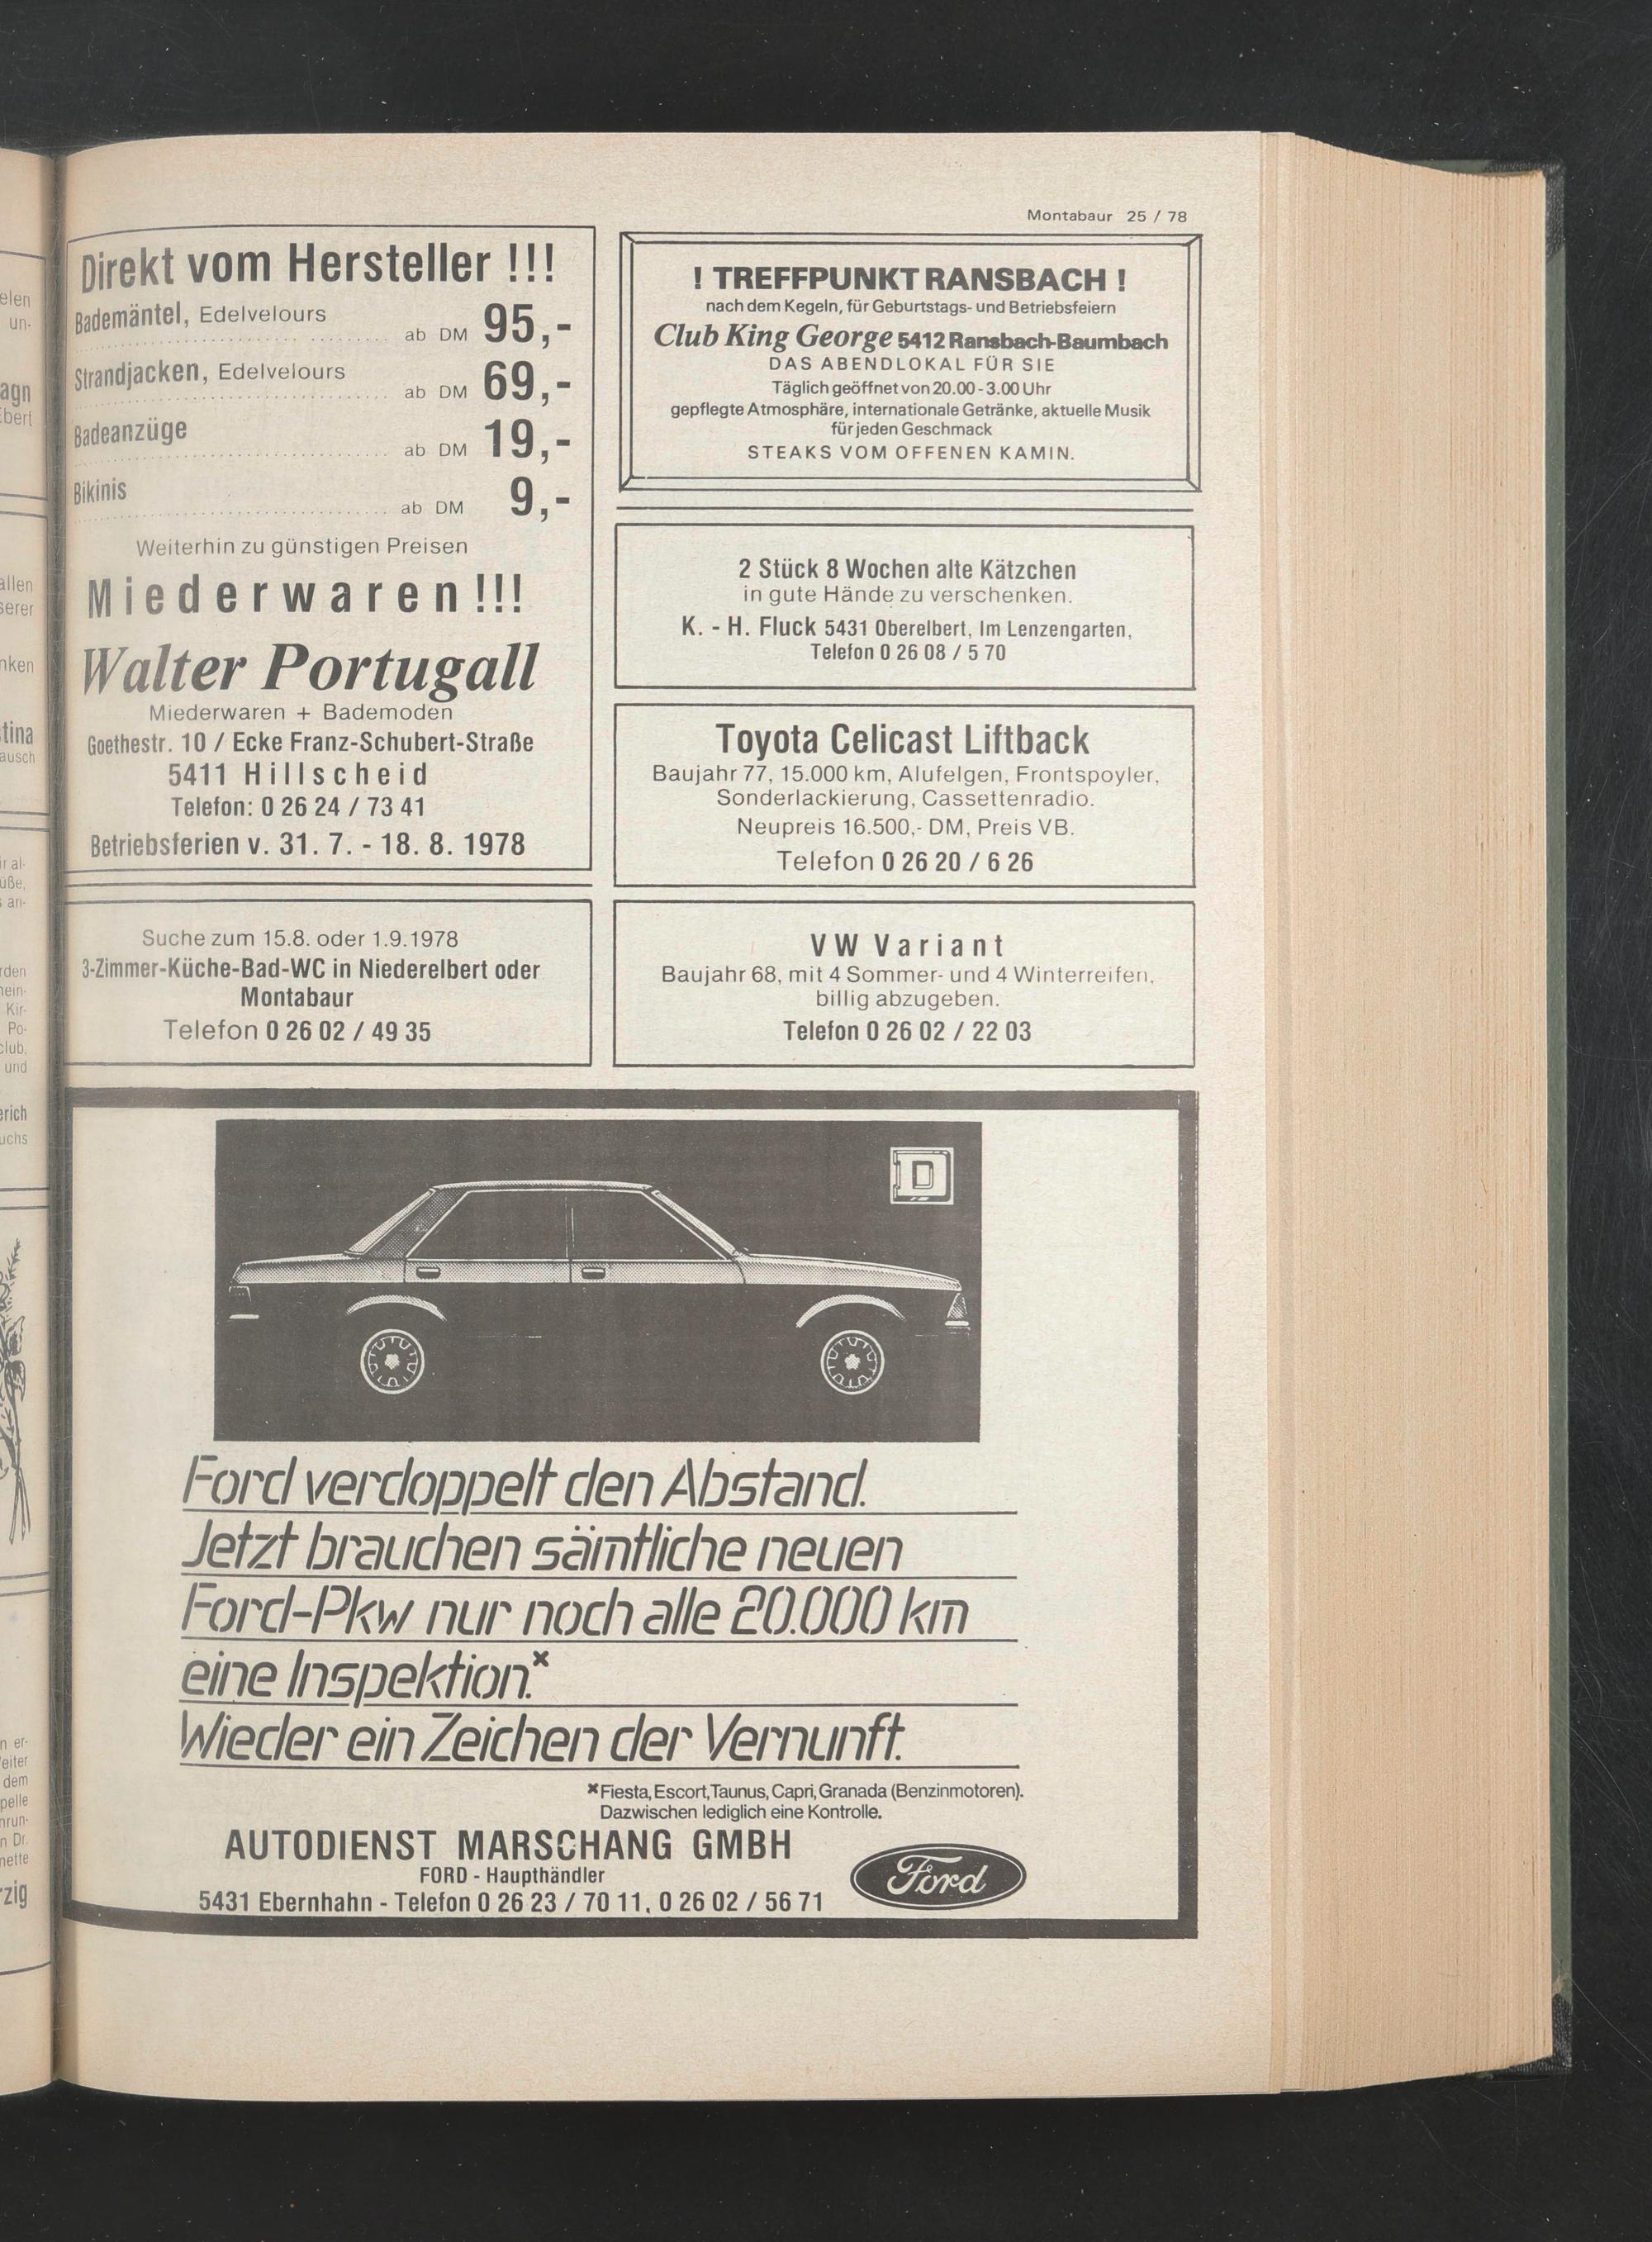 Montabaur 25 / 78
Direkt vom Hersteller !!!
Bademäntel, Edelvelours
ab DM 95,-
Strandjacken, Edelvelours
ab DM 69,-
Badeanzüge
ab DM 19,-
Bikinis
ab DM 9,-
Weiterhin zu günstigen Preisen
Miederwaren!!!
Walter Portugall
Miederwaren + Bademoden
Goethestr. 10 / Ecke Franz-Schubert-Straße
5411 Hillscheid
Telefon: 0 26 24 / 73 41
Betriebsferien v. 31. 7. - 18. 8. 1978
Suche zum 15.8. oder 1.9.1978
3-Zimmer-Küche-Bad-WC in Niederelbert oder
Montabaur
Telefon 0 26 02 / 49 35
! TREFFPUNKT RANSBACH !
nach dem Kegeln, für Geburtstags- und Betriebsfeiern
Club King George 5412 Ransbach-Baumbach
DAS ABENDLOKAL FÜR SIE
Täglich geöffnet von 20.00 - 3.00 Uhr
gepflegte Atmosphäre, internationale Getränke, aktuelle Musik
für jeden Geschmack
STEAKS VOM OFFENEN KAMIN.
2 Stück 8 Wochen alte Kätzchen
in gute Hände zu verschenken.
K. - H. Fluck 5431 Oberelbert, Im Lenzengarten,
Telefon 0 26 08 / 5 70
Toyota Celicast Liftback
Baujahr 77, 15.000 km, Alufelgen, Frontspoyler,
Sonderlackierung, Cassettenradio.
Neupreis 16.500,- DM, Preis VB.
Telefon 0 26 20 / 6 26
VW Variant
Baujahr 68, mit 4 Sommer- und 4 Winterreifen,
billig abzugeben.
Telefon 0 26 02 / 22 03
D
Ford verdoppelt den Abstand.
Jetzt brauchen sämtliche neuen
Ford-Pkw nur noch alle 20.000 km
eine Inspektion.*
Wieder ein Zeichen der Vernunft.
*Fiesta, Escort, Taunus, Capri, Granada (Benzinmotoren).
Dazwischen lediglich eine Kontrolle.
AUTODIENST MARSCHANG GMBH
FORD - Haupthändler
5431 Ebernhahn - Telefon 0 26 23 / 70 11, 0 26 02 / 56 71
Ford